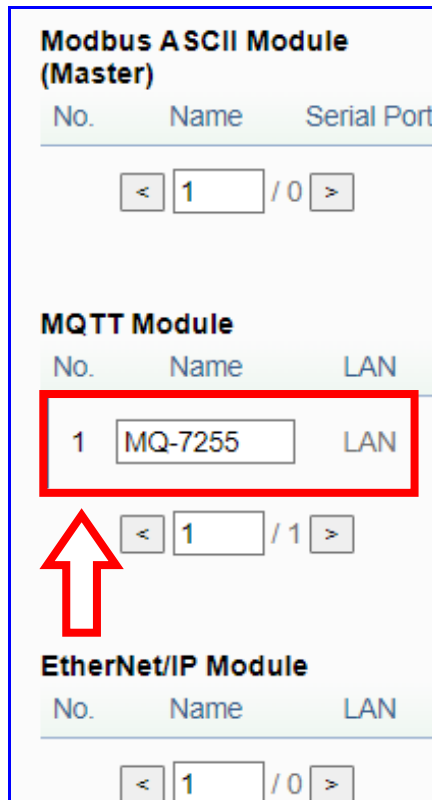 Modbus ASCII Module
(Master)
No. Name Serial Port
< 1 / 0 >
MQTT Module
No. Name LAN
1 MQ-7255 LAN
< 1 / 1 >
EtherNet/IP Module
No. Name LAN
< 1 / 0 >